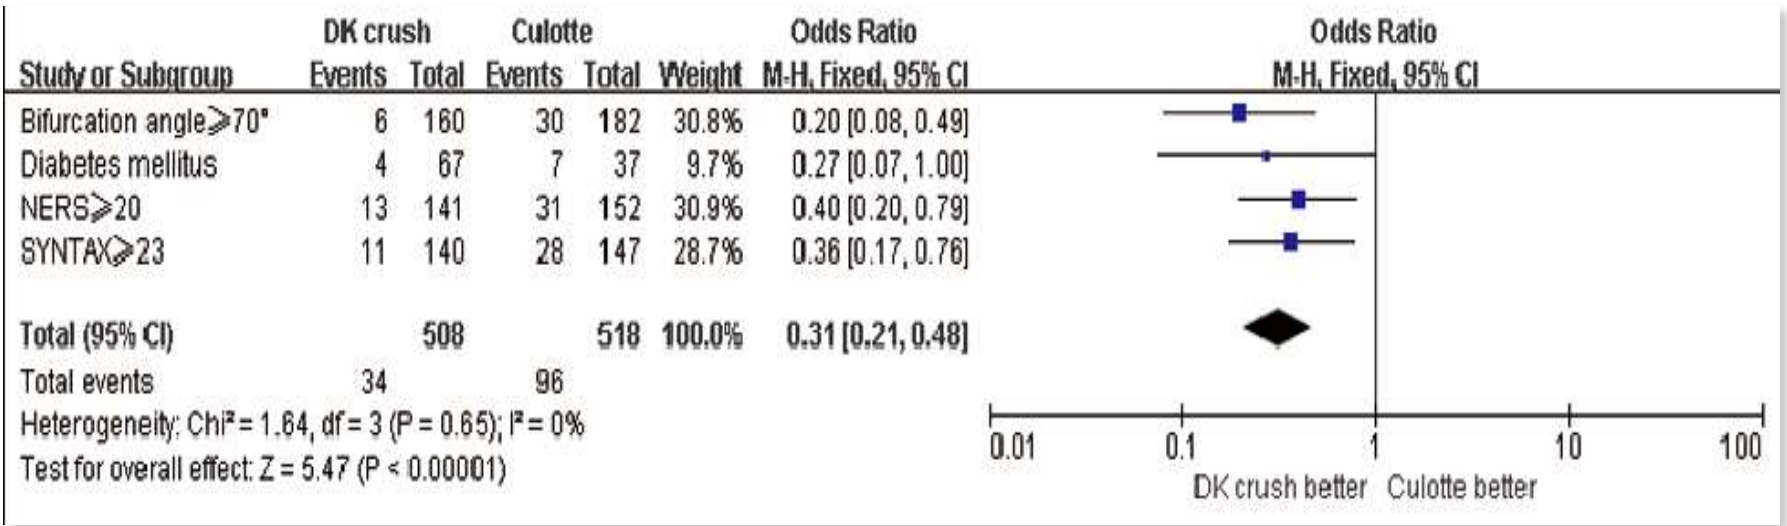 DK crush Culotte Odds Ratio Odds Ratio
Study or Subgroup Events Total Events Total Weight M-H, Fixed, 95% CI M-H, Fixed, 95% CI
Bifurcation angle⩾70° 6 160 30 182 30.8% 0.20 [0.08, 0.49]
Diabetes mellitus 4 67 7 37 9.7% 0.27 [0.07, 1.00]
NERS⩾20 13 141 31 152 30.9% 0.40 [0.20, 0.79]
SYNTAX⩾23 11 140 28 147 28.7% 0.36 [0.17, 0.76]
Total (95% CI) 508 518 100.0% 0.31 [0.21, 0.48]
Total events 34 96
Heterogeneity: Chi² = 1.64, df = 3 (P = 0.65); I² = 0%
Test for overall effect: Z = 5.47 (P < 0.00001)
0.01 0.1 1 10 100
DK crush better Culotte better